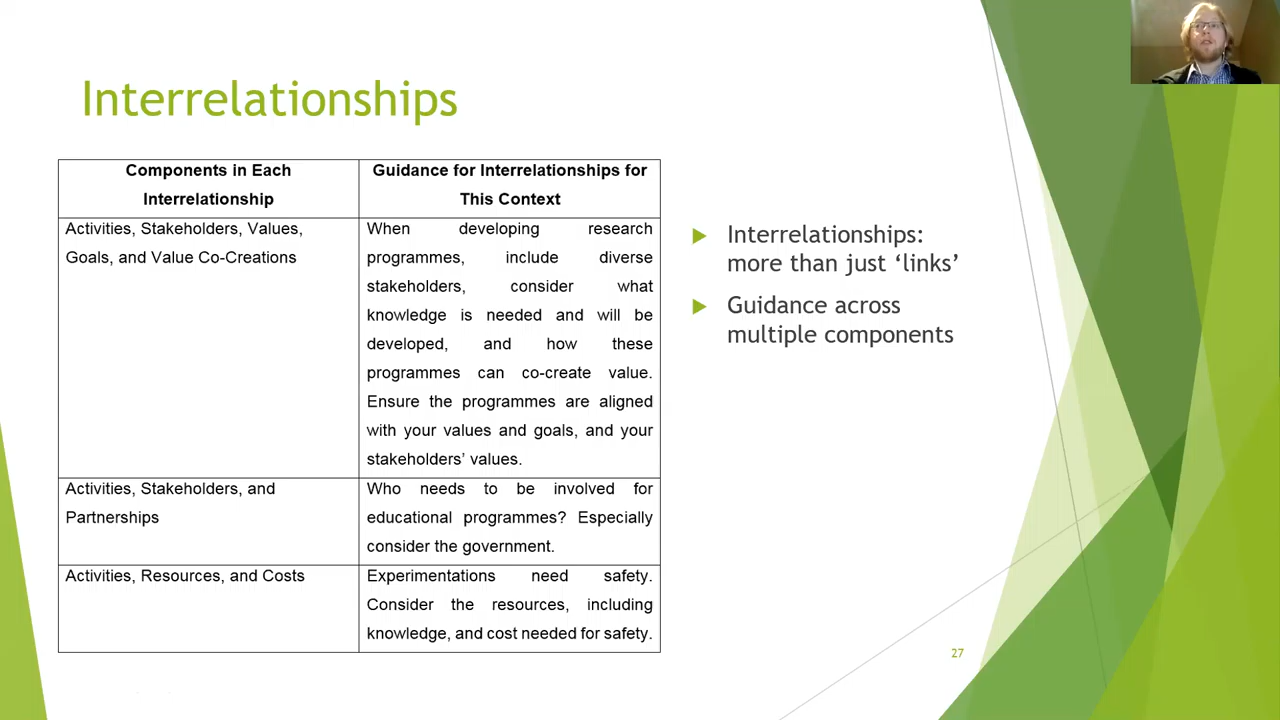 Interrelationships
Components in Each
Interrelationship
Guidance for Interrelationships for
This Context
Activities, Stakeholders, Values,
Goals, and Value Co-Creations
When developing research
programmes, include diverse
stakeholders, consider what
knowledge is needed and will be
developed, and how these
programmes can co-create value.
Ensure the programmes are aligned
with your values and goals, and your
stakeholders’ values.
Activities, Stakeholders, and
Partnerships
Who needs to be involved for
educational programmes? Especially
consider the government.
Activities, Resources, and Costs
Experimentations need safety.
Consider the resources, including
knowledge, and cost needed for safety.
Interrelationships:
more than just ‘links’
Guidance across
multiple components
27